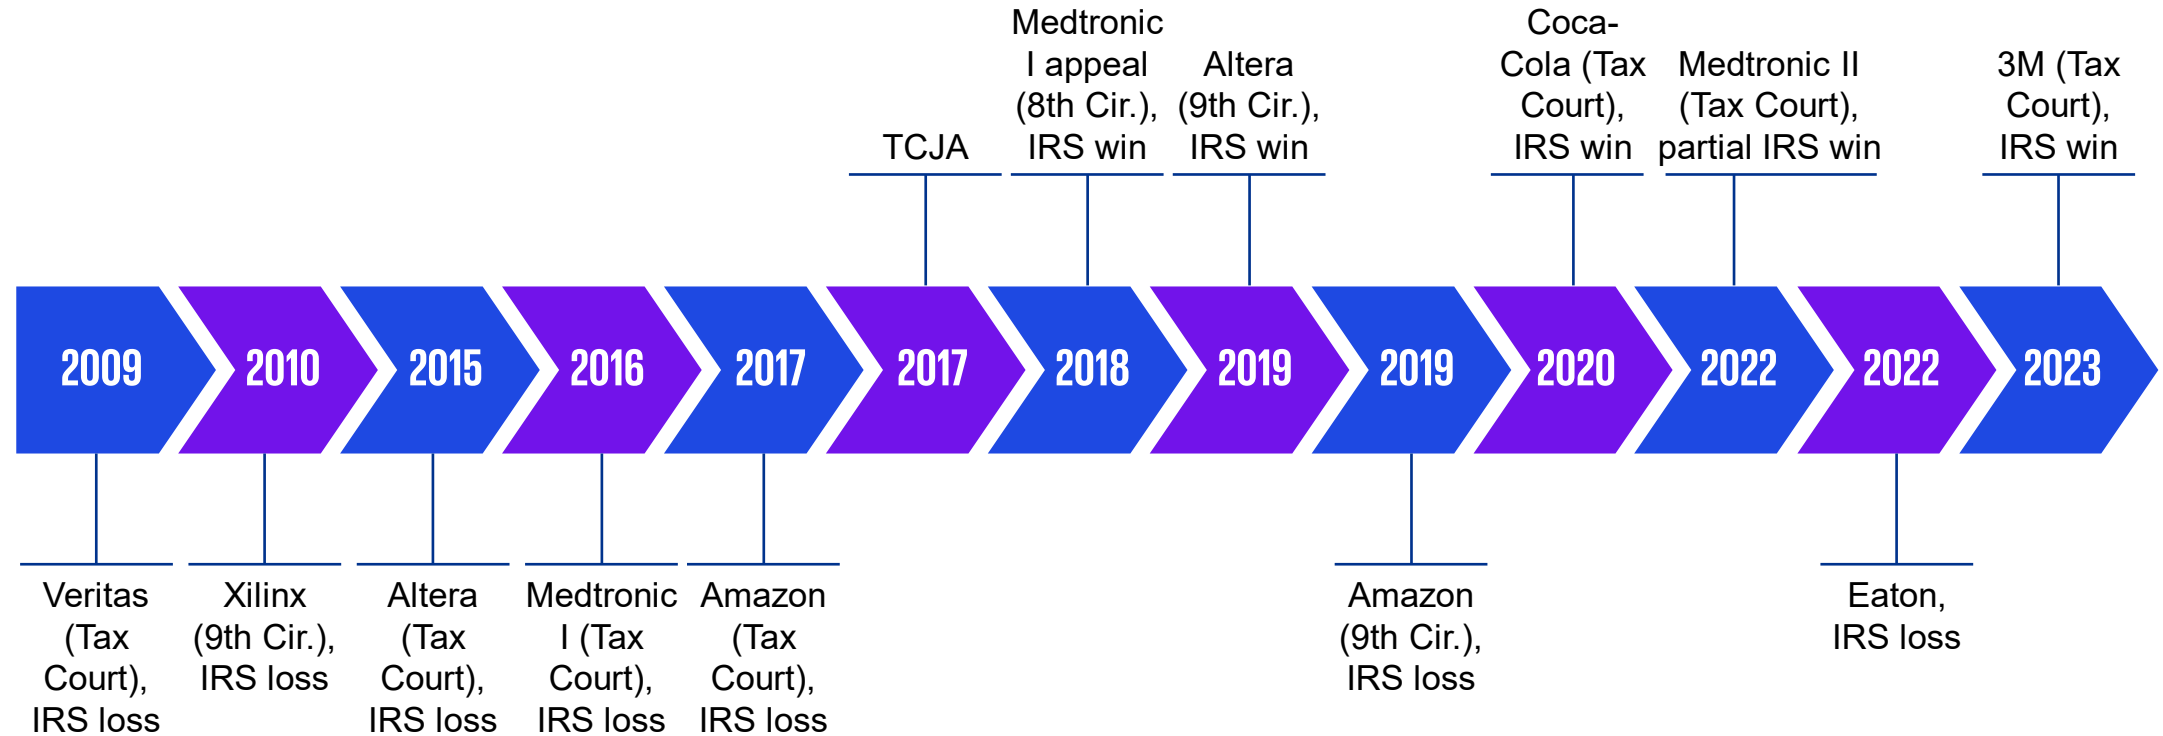 Medtronic
I appeal
(8th Cir.),
IRS win
Altera
(9th Cir.),
IRS win
Coca-
Cola (Tax
Court),
IRS win
Medtronic II
(Tax Court),
partial IRS win
3M (Tax
Court),
IRS win
TCJA
2009
2010
2015
2016
2017
2017
2018
2019
2019
2020
2022
2022
2023
Veritas
(Tax
Court),
IRS loss
Xilinx
(9th Cir.),
IRS loss
Altera
(Tax
Court),
IRS loss
Medtronic
I (Tax
Court),
IRS loss
Amazon
(Tax
Court),
IRS loss
Amazon
(9th Cir.),
IRS loss
Eaton,
IRS loss